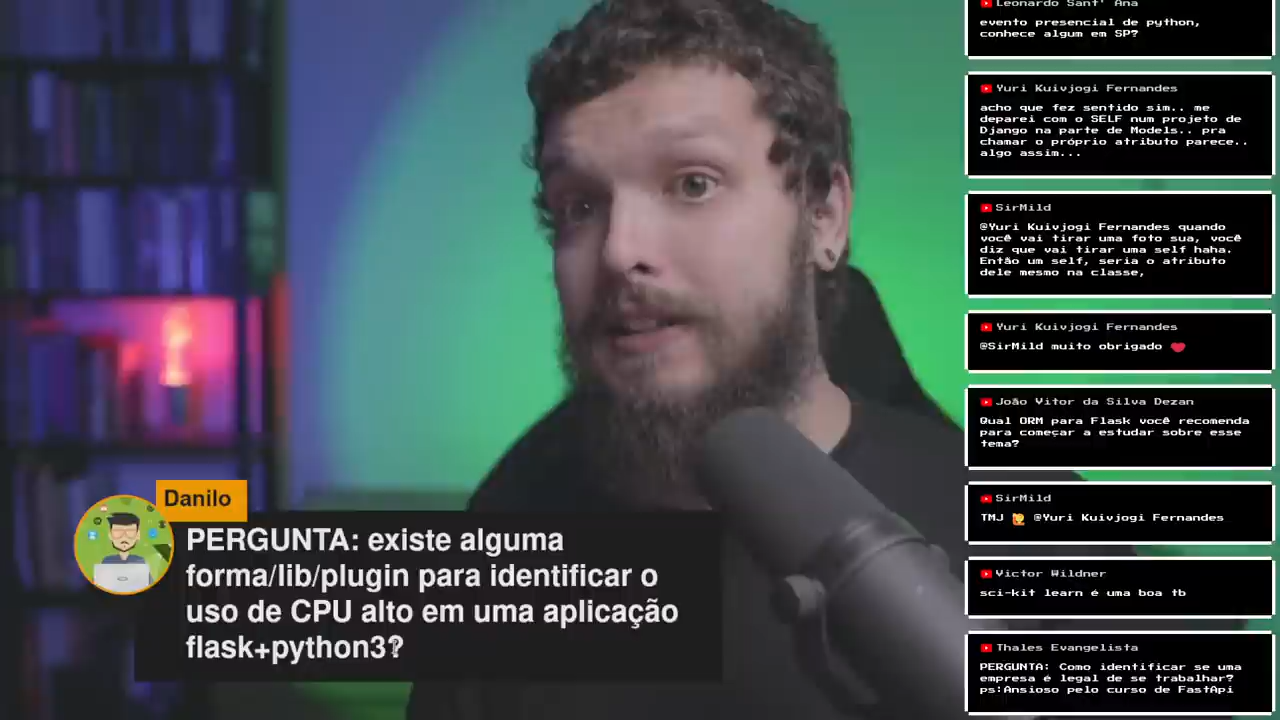 Danilo
PERGUNTA: existe alguma
forma/lib/plugin para identificar o
uso de CPU alto em uma aplicação
flask+python3?
Leonardo Sant' Ana
evento presencial de python,
conhece algum em SP?
Yuri Kuivjogi Fernandes
acho que fez sentido sim.. me
deparei com o SELF num projeto de
Django na parte de Models.. pra
chamar o próprio atributo parece..
algo assim...
SirMild
@Yuri Kuivjogi Fernandes quando
você vai tirar uma foto sua, você
diz que vai tirar uma self haha.
Então um self, seria o atributo
dele mesmo na classe,
Yuri Kuivjogi Fernandes
@SirMild muito obrigado ❤
João Vitor da Silva Dezan
Qual ORM para Flask você recomenda
para começar a estudar sobre esse
tema?
SirMild
TMJ @Yuri Kuivjogi Fernandes
Victor Wildner
sci-kit learn é uma boa tb
Thales Evangelista
PERGUNTA: Como identificar se uma
empresa é legal de se trabalhar?
ps:Ansioso pelo curso de FastApi